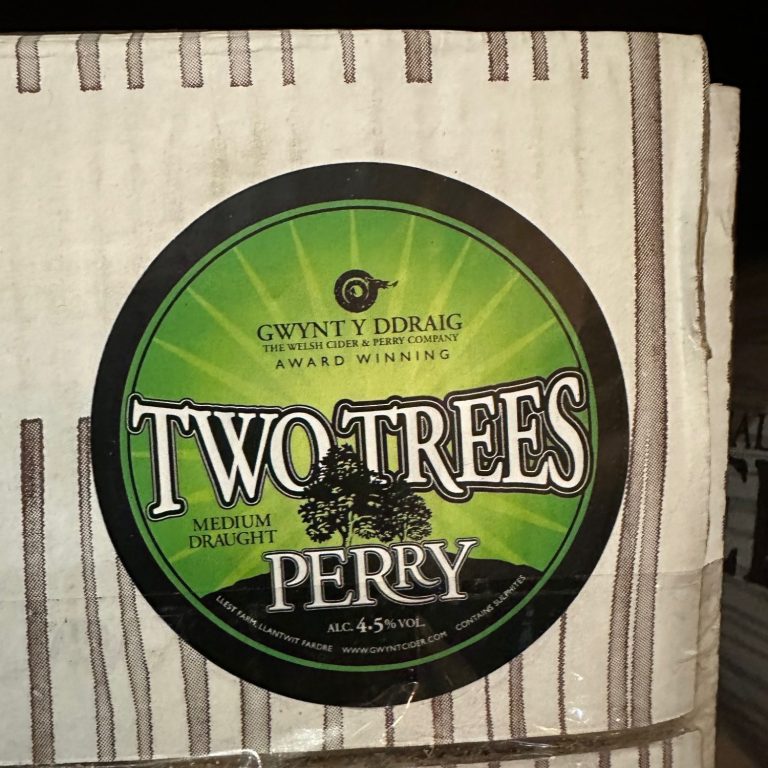 GWYNT Y DDRAIG
THE WELSH CIDER & PERRY COMPANY
AWARD WINNING
TWO TREES
MEDIUM
DRAUGHT
PERRY
ALC. 4.5% VOL.
LLEST FARM, LLANTWIT FARDRE WWW.GWYNTCIDER.COM CONTAINS SULPHITES